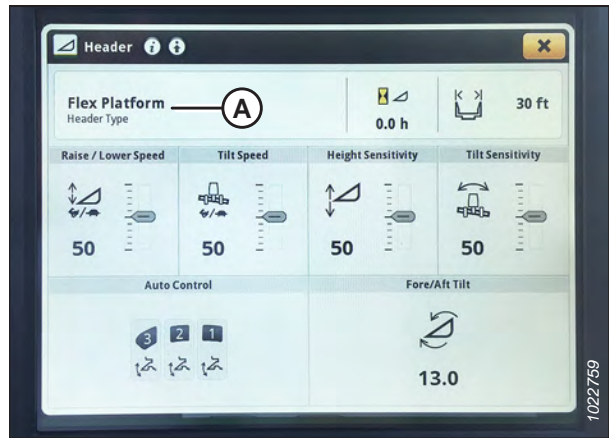 Header
Flex Platform
Header Type
A
0.0 h
30 ft
Raise / Lower Speed
Tilt Speed
Height Sensitivity
Tilt Sensitivity
50
50
50
50
Auto Control
Fore/Aft Tilt
3 2 1
13.0
1022759